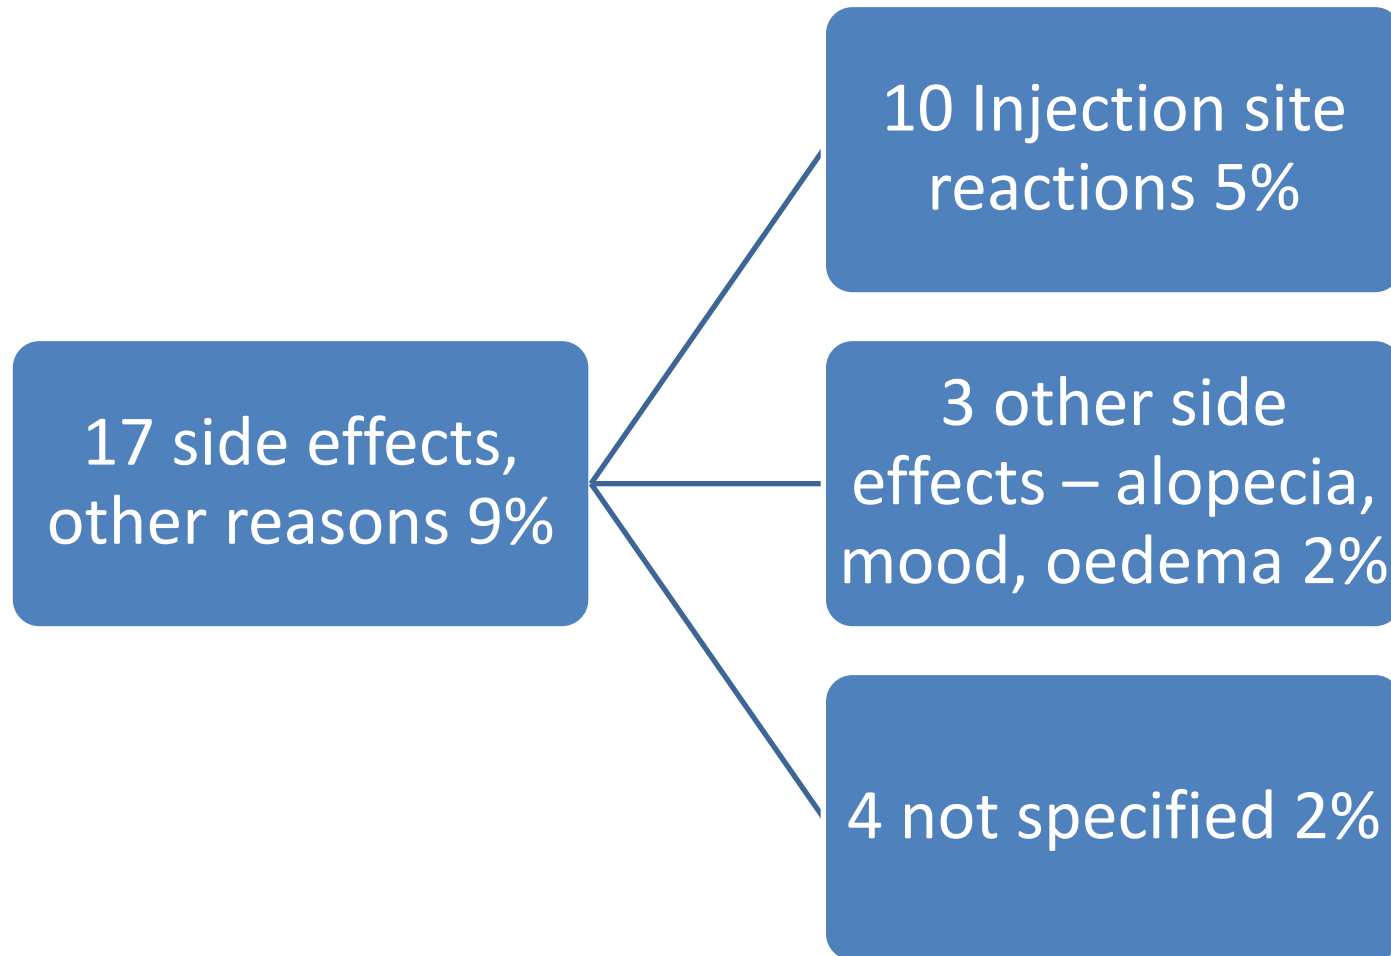 17 side effects,
other reasons 9%
10 Injection site
reactions 5%
3 other side
effects – alopecia,
mood, oedema 2%
4 not specified 2%